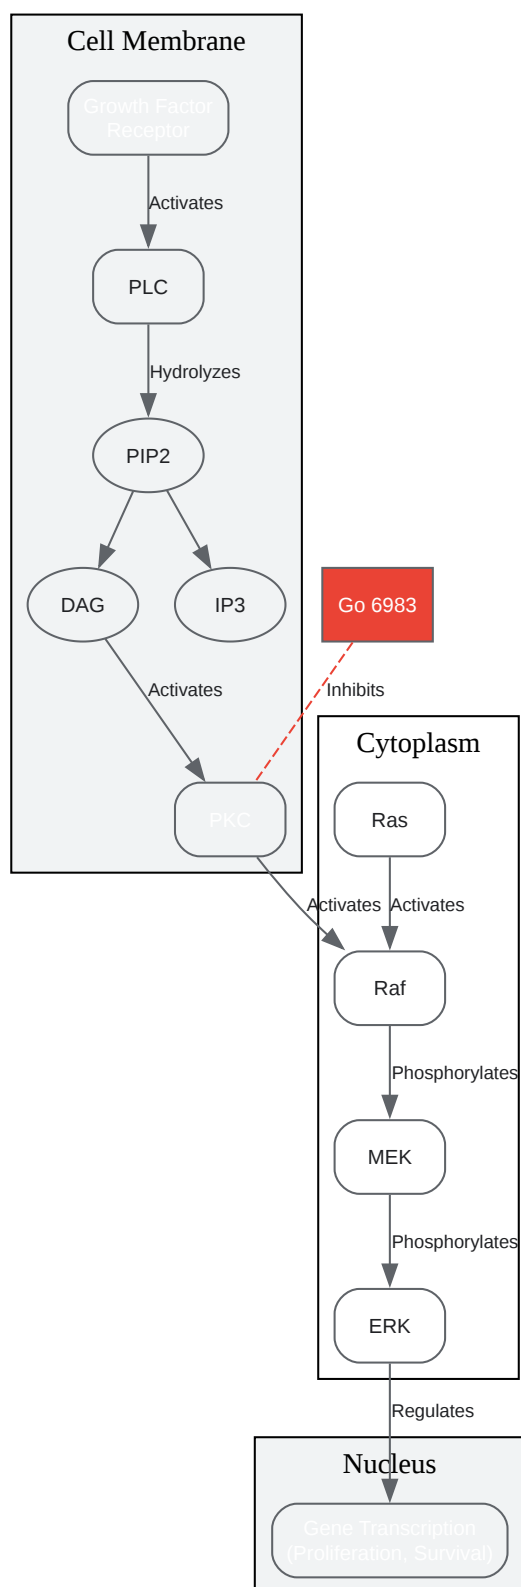 Cell Membrane
Growth Factor
Receptor
Activates
PLC
Hydrolyzes
PIP2
DAG
IP3
Go 6983
Activates
Inhibits
Cytoplasm
PKC
Ras
Activates
Activates
Raf
Phosphorylates
MEK
Phosphorylates
ERK
Regulates
Nucleus
Gene Transcription
(Proliferation, Survival)